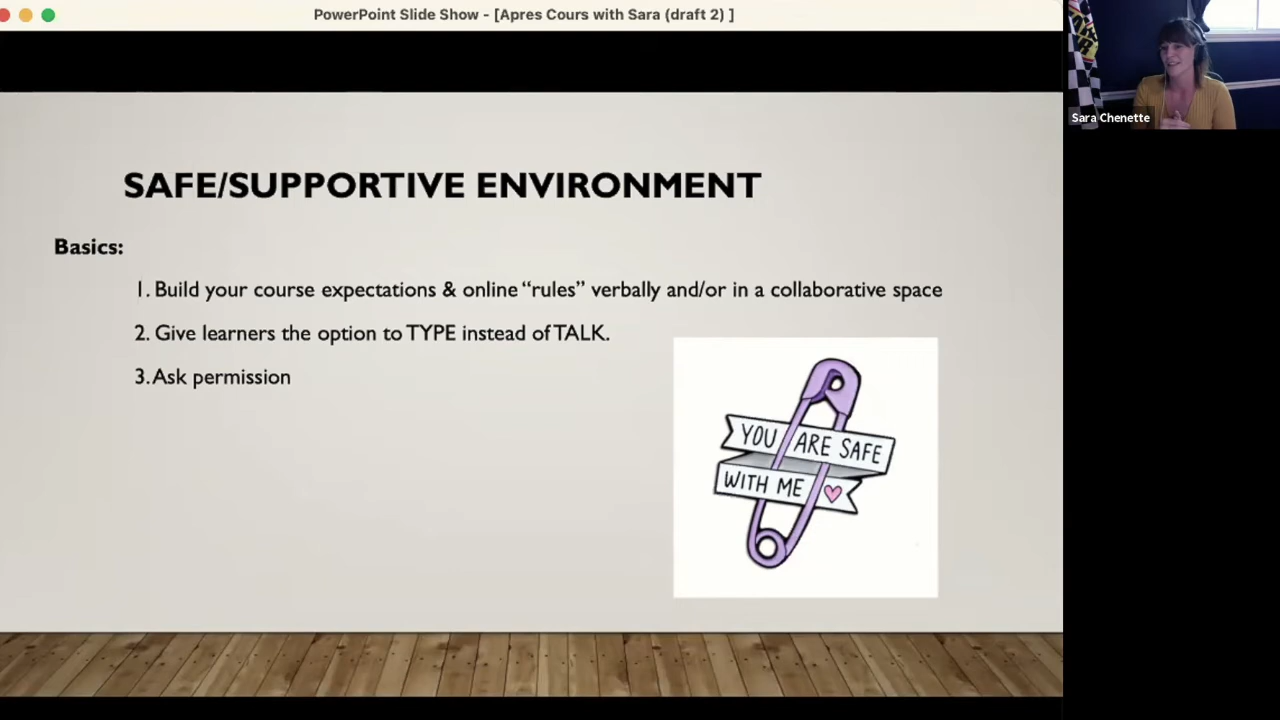 PowerPoint Slide Show - [Apres Cours with Sara (draft 2) ]
Sara Chenette
SAFE/SUPPORTIVE ENVIRONMENT
Basics:
1. Build your course expectations & online “rules” verbally and/or in a collaborative space
2. Give learners the option to TYPE instead of TALK.
3. Ask permission
YOU ARE SAFE
WITH ME